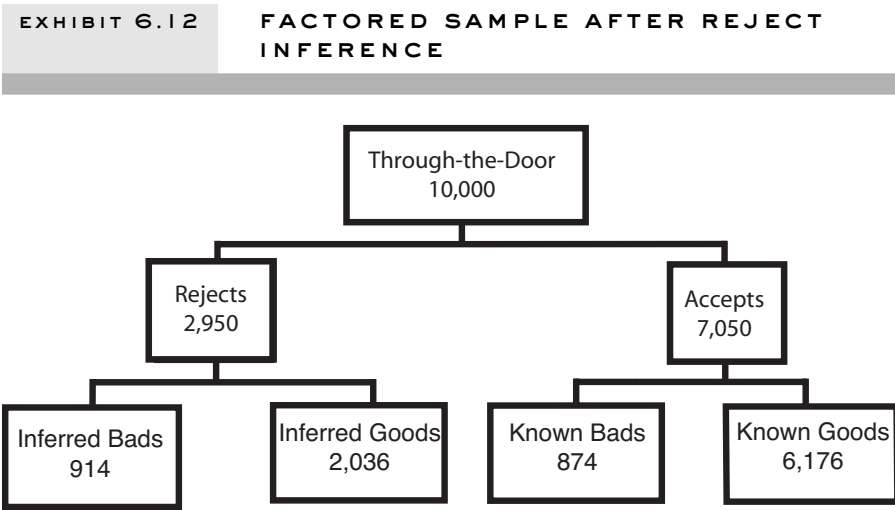 EXHIBIT 6.12
FACTORED SAMPLE AFTER REJECT
INFERENCE
Through-the-Door
10,000
Rejects
2,950
Accepts
7,050
Inferred Bads
914
Inferred Goods
2,036
Known Bads
874
Known Goods
6,176